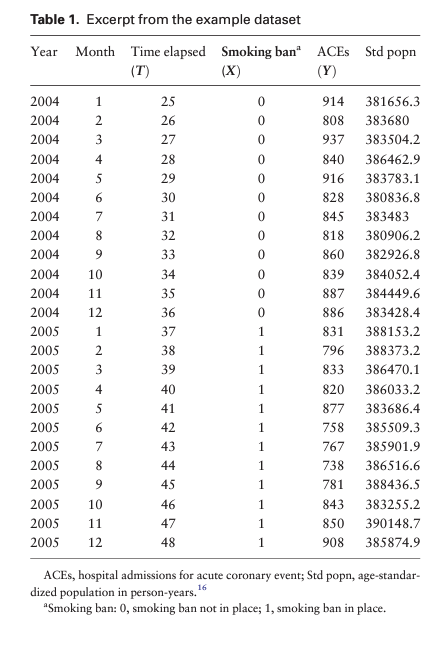 Table 1. Excerpt from the example dataset
Year Month Time elapsed Smoking banᵃ ACEs Std popn
(T) (X) (Y)
2004 1 25 0 914 381656.3
2004 2 26 0 808 383680
2004 3 27 0 937 383504.2
2004 4 28 0 840 386462.9
2004 5 29 0 916 383783.1
2004 6 30 0 828 380836.8
2004 7 31 0 845 383483
2004 8 32 0 818 380906.2
2004 9 33 0 860 382926.8
2004 10 34 0 839 384052.4
2004 11 35 0 887 384449.6
2004 12 36 0 886 383428.4
2005 1 37 1 831 388153.2
2005 2 38 1 796 388373.2
2005 3 39 1 833 386470.1
2005 4 40 1 820 386033.2
2005 5 41 1 877 383686.4
2005 6 42 1 758 385509.3
2005 7 43 1 767 385901.9
2005 8 44 1 738 386516.6
2005 9 45 1 781 388436.5
2005 10 46 1 843 383255.2
2005 11 47 1 850 390148.7
2005 12 48 1 908 385874.9
ACEs, hospital admissions for acute coronary event; Std popn, age-standar-
dized population in person-years.¹⁶
ᵃSmoking ban: 0, smoking ban not in place; 1, smoking ban in place.